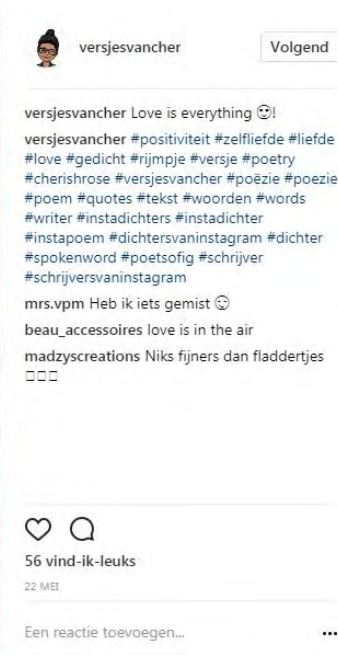 versjesvancher
Volgend
versjesvancher Love is everything 😍!
versjesvancher #positiviteit #zelfliefde #liefde
#love #gedicht #rijmpje #versje #poetry
#cherishrose #versjesvancher #poëzie #poezie
#poem #quotes #tekst #woorden #words
#writer #instadichters #instadichter
#instapoem #dichtersvaninstagram #dichter
#spokenword #poetsofig #schrijver
#schrijversvaninstagram
mrs.vpm Heb ik iets gemist 😏
beau_accessoires love is in the air
madzyscreations Niks fijners dan fladdertjes
□□□
56 vind-ik-leuks
22 MEI
Een reactie toevoegen...